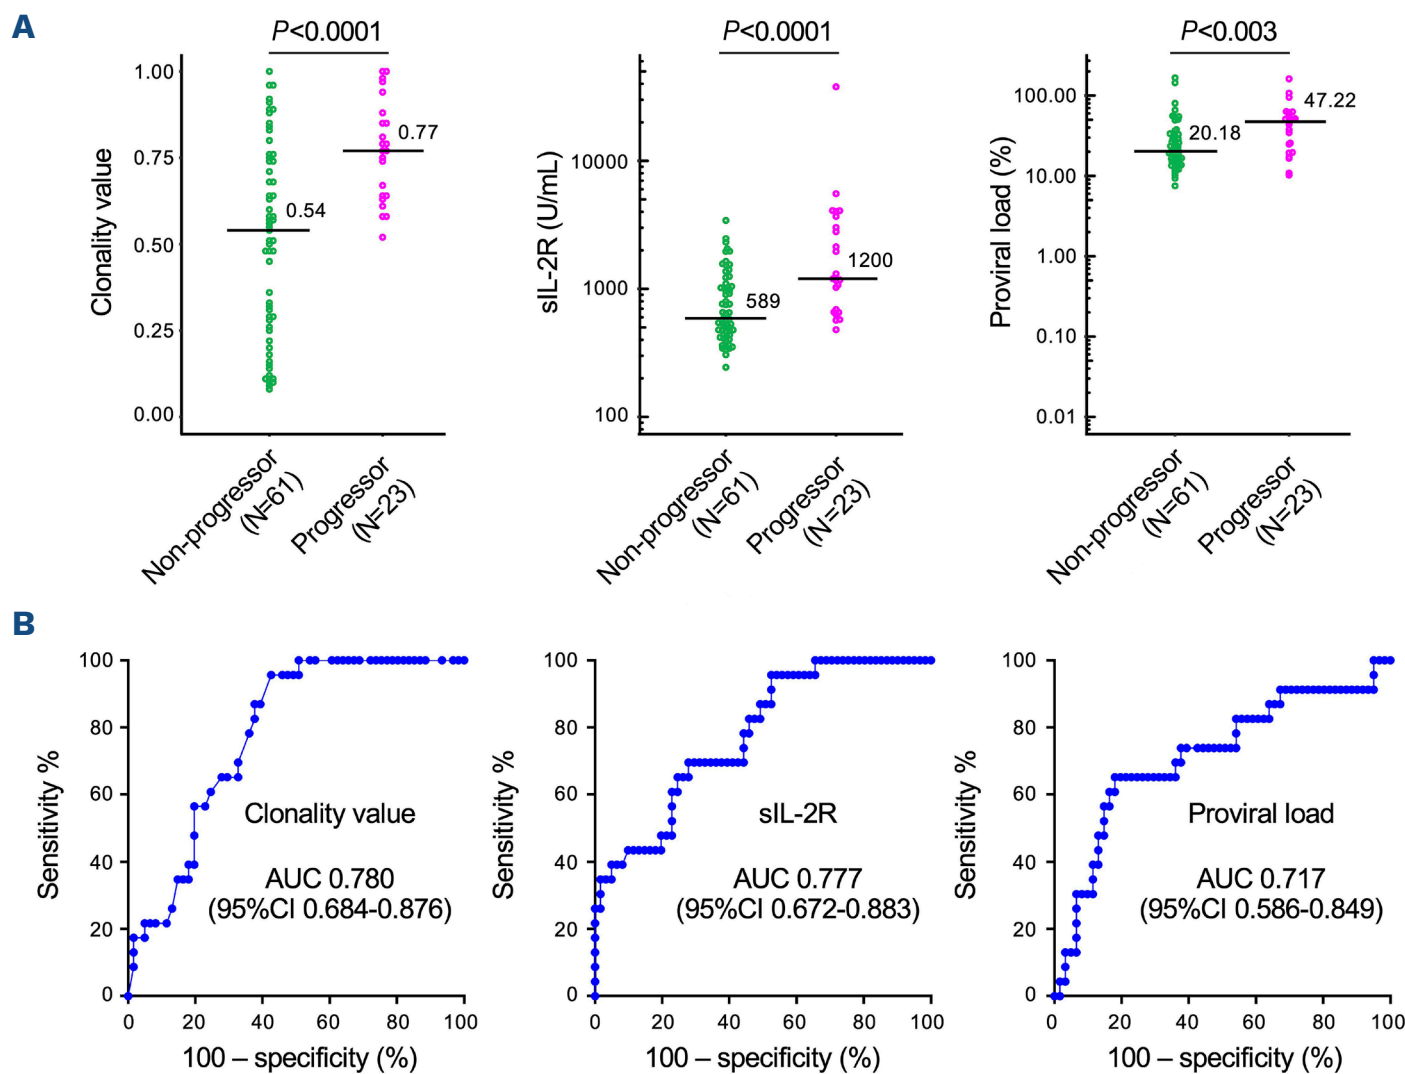 A
P<0.0001
1.00
0.75
0.50
0.25
0.00
Clonality value
0.54
0.77
Non-progressor
(N=61)
Progressor
(N=23)
P<0.0001
10000
1000
100
sIL-2R (U/mL)
589
1200
Non-progressor
(N=61)
Progressor
(N=23)
P<0.003
100.00
10.00
1.00
0.10
0.01
Proviral load (%)
20.18
47.22
Non-progressor
(N=61)
Progressor
(N=23)
B
100
80
60
40
20
0
Sensitivity %
Clonality value
AUC 0.780
(95%CI 0.684-0.876)
0 20 40 60 80 100
100 – specificity (%)
100
80
60
40
20
0
Sensitivity %
sIL-2R
AUC 0.777
(95%CI 0.672-0.883)
0 20 40 60 80 100
100 – specificity (%)
100
80
60
40
20
0
Sensitivity %
Proviral load
AUC 0.717
(95%CI 0.586-0.849)
0 20 40 60 80 100
100 – specificity (%)